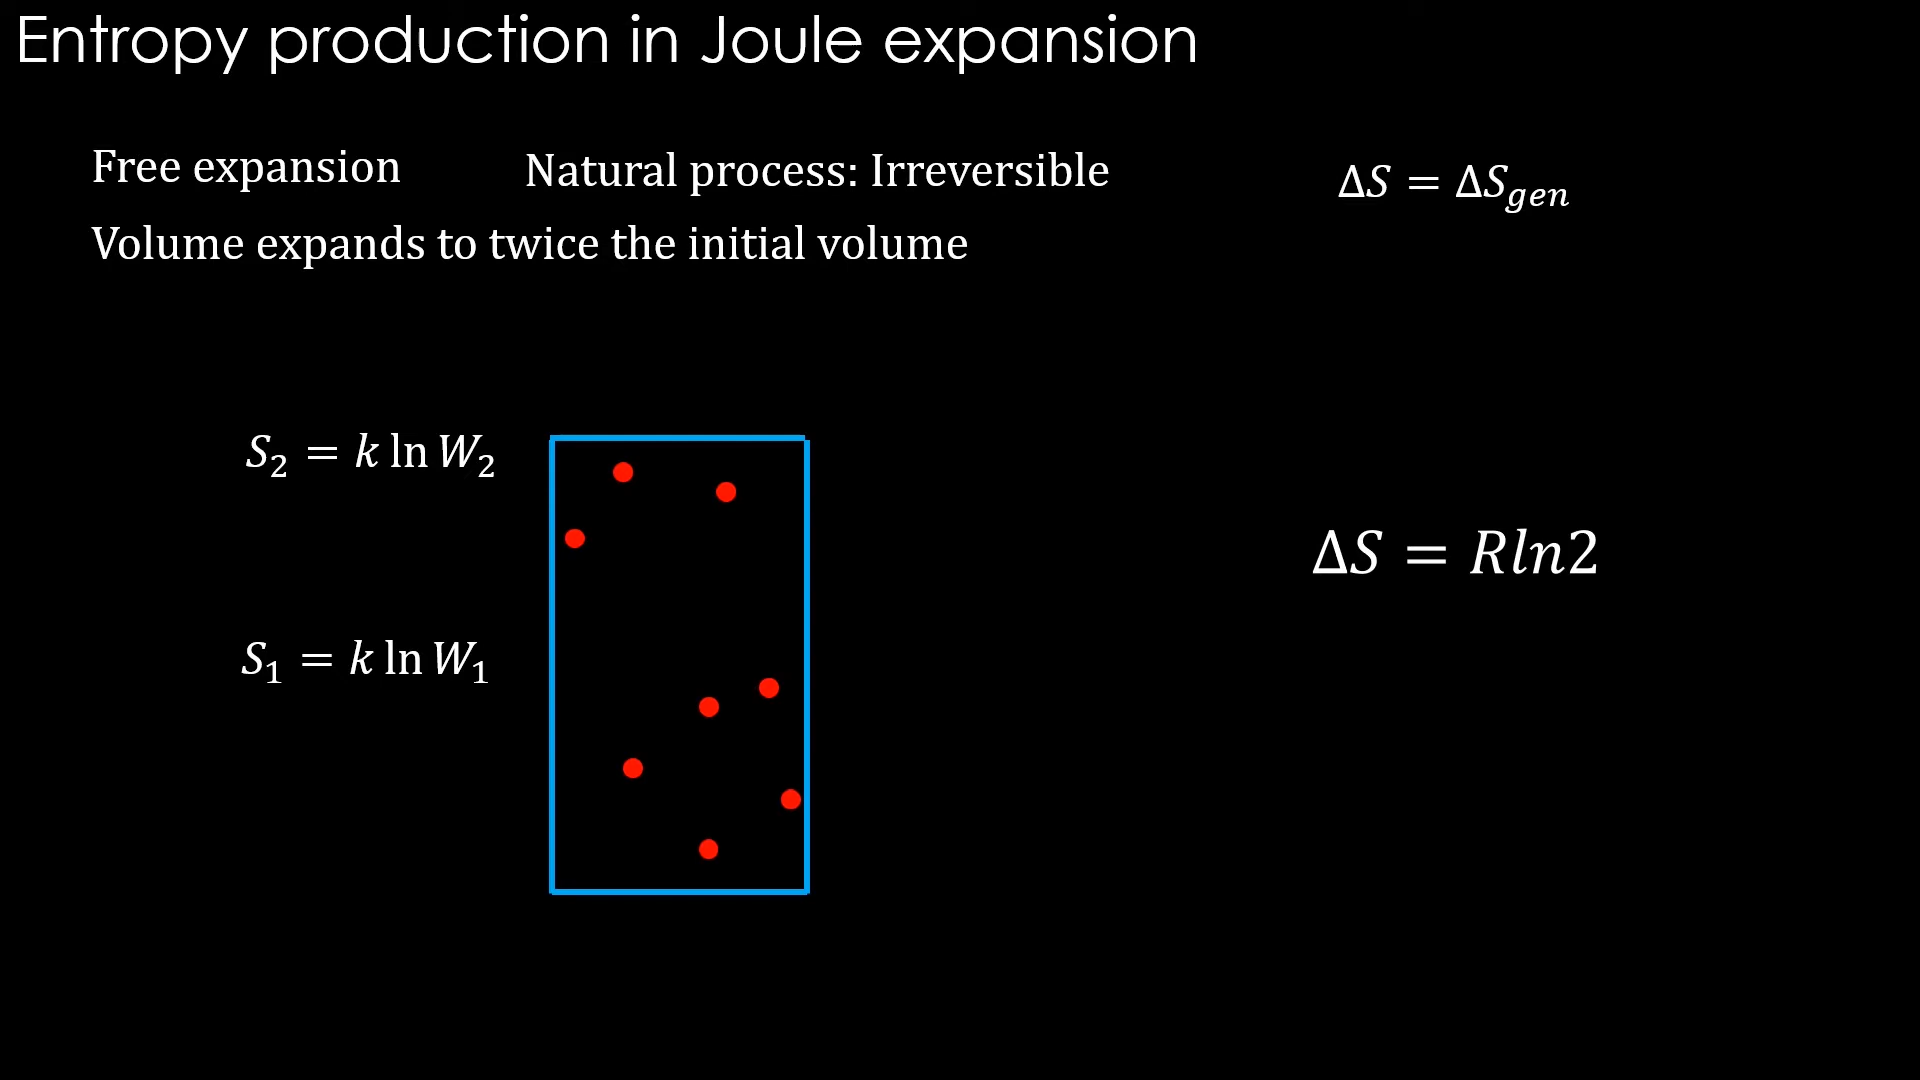 Entropy production in Joule expansion
Free expansion
Natural process: Irreversible
ΔS = ΔS_gen
Volume expands to twice the initial volume
S₂ = k ln W₂
ΔS = Rln2
S₁ = k ln W₁